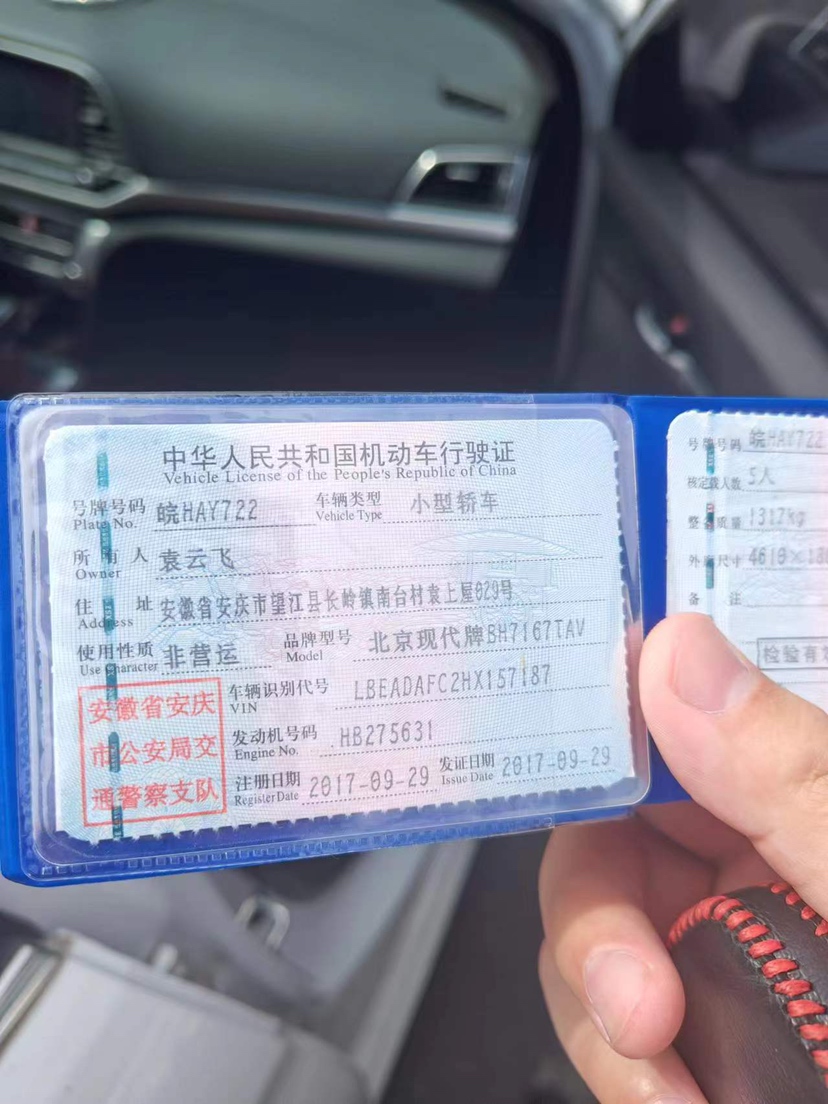 中华人民共和国机动车行驶证
Vehicle License of the People's Republic of China
号牌号码 皖HAY722 车辆类型 小型轿车
Plate No. Vehicle Type
所有人 袁云飞
Owner
住址 安徽省安庆市望江县长岭镇南台村袁上屋029号
Address
使用性质 非营运 品牌型号 北京现代牌BH7167TAV
Use Character Model
安徽省安庆
市公安局交
通警察支队
车辆识别代号 LBEADAFC2HX157187
VIN
发动机号码 HB275631
Engine No.
注册日期 2017-09-29 发证日期 2017-09-29
Register Date Issue Date
号牌号码 皖HAY722
核定载人数 5人
整备质量 1317kg
外廓尺寸 4610×180
备注
检验有